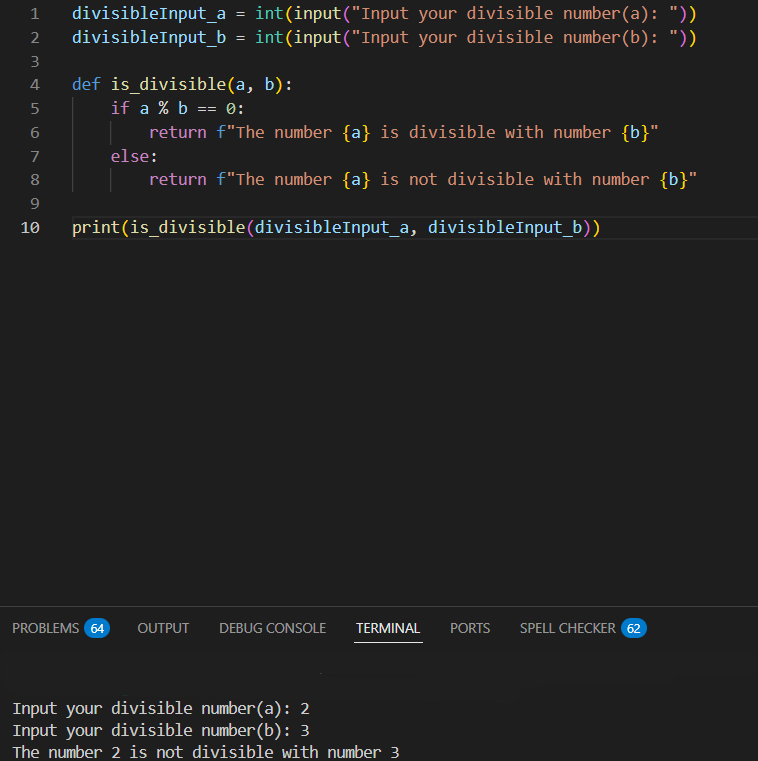 1 divisibleInput_a = int(input("Input your divisible number(a): "))
2 divisibleInput_b = int(input("Input your divisible number(b): "))
3
4 def is_divisible(a, b):
5     if a % b == 0:
6         return f"The number {a} is divisible with number {b}"
7     else:
8         return f"The number {a} is not divisible with number {b}"
9
10 print(is_divisible(divisibleInput_a, divisibleInput_b))
PROBLEMS 64 OUTPUT DEBUG CONSOLE TERMINAL PORTS SPELL CHECKER 62
Input your divisible number(a): 2
Input your divisible number(b): 3
The number 2 is not divisible with number 3